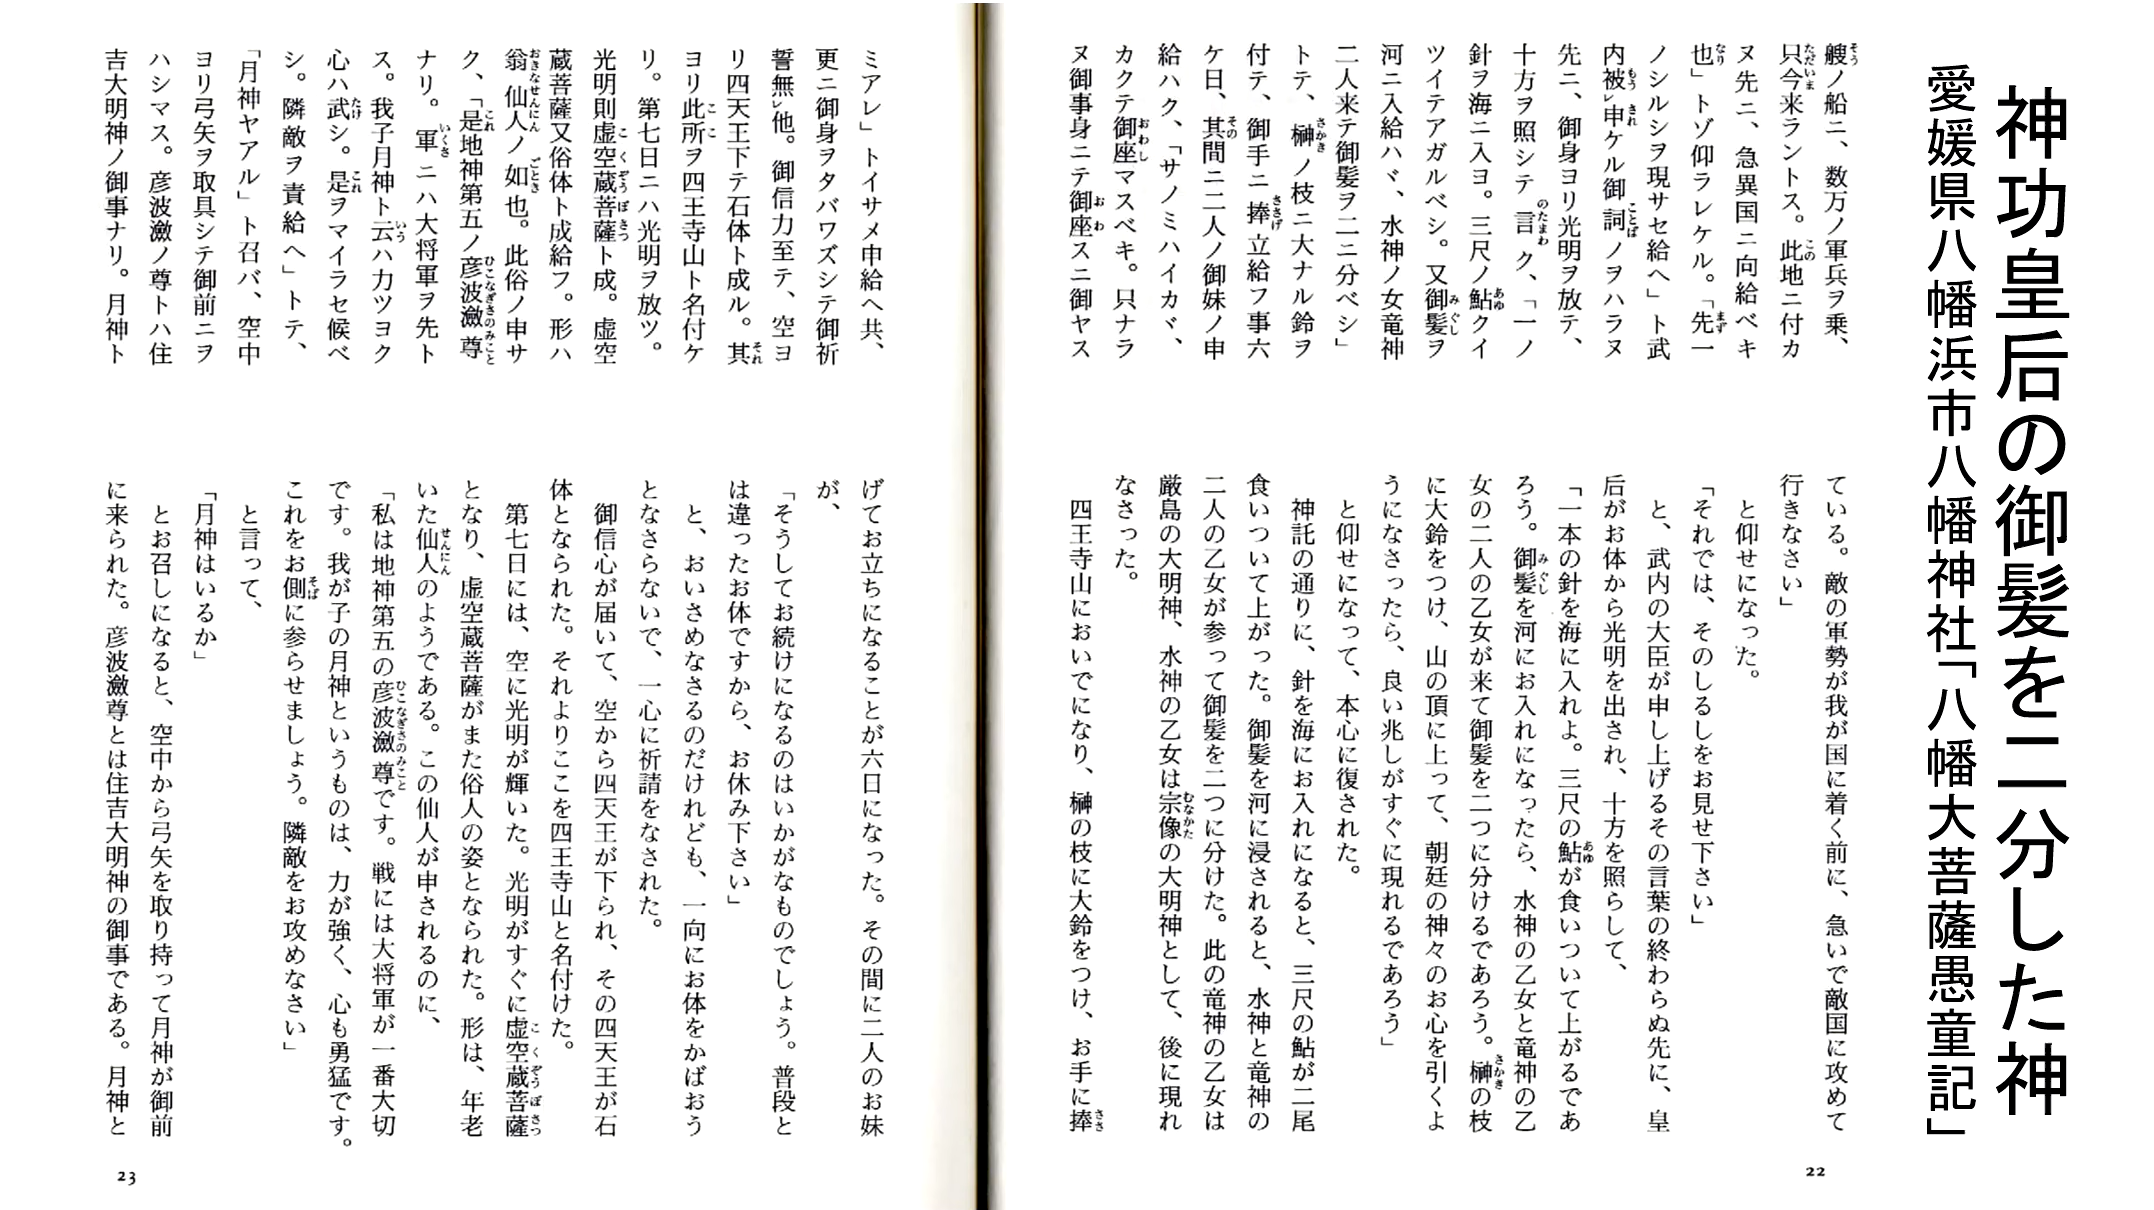 神功皇后の御髪を二分した神
愛媛県八幡浜市八幡神社「八幡大菩薩愚童記」
艘ノ船ニ、数万ノ軍兵ヲ乗、
只今来ラントス。此地ニ付カ
ヌ先ニ、急異国ニ向給ベキ
也」トゾ仰ラレケル。「先一
ノシルシヲ現サセ給ヘ」ト武
内被レ申ケル御詞ノヲハラヌ
先ニ、御身ヨリ光明ヲ放テ、
十方ヲ照シテ言ク、「一ノ
針ヲ海ニ入ヨ。三尺ノ鮎クイ
ツイテアガルベシ。又御髪ヲ
河ニ入給ハヾ、水神ノ女竜神
二人来テ御髪ヲ二ニ分ベシ」
トテ、榊ノ枝ニ大ナル鈴ヲ
付テ、御手ニ捧立給フ事六
ケ日、其間ニ二人ノ御妹ノ申
給ハク、「サノミハイカヾ、
カクテ御座マスベキ。只ナラ
ヌ御事身ニテ御座スニ御ヤス
ている。敵の軍勢が我が国に着く前に、急いで敵国に攻めて
行きなさい」
と仰せになった。
「それでは、そのしるしをお見せ下さい」
と、武内の大臣が申し上げるその言葉の終わらぬ先に、皇
后がお体から光明を出され、十方を照らして、
「一本の針を海に入れよ。三尺の鮎が食いついて上がるであ
ろう。御髪を河にお入れになったら、水神の乙女と竜神の乙
女の二人の乙女が来て御髪を二つに分けるであろう。榊の枝
に大鈴をつけ、山の頂に上って、朝廷の神々のお心を引くよ
うになさったら、良い兆しがすぐに現れるであろう」
と仰せになって、本心に復された。
神託の通りに、針を海にお入れになると、三尺の鮎が二尾
食いついて上がった。御髪を河に浸されると、水神と竜神の
二人の乙女が参って御髪を二つに分けた。此の竜神の乙女は
厳島の大明神、水神の乙女は宗像の大明神として、後に現れ
なさった。
四王寺山においでになり、榊の枝に大鈴をつけ、お手に捧
22
ミアレ」トイサメ申給ヘ共、
更ニ御身ヲタバワズシテ御祈
誓無レ他。御信力至テ、空ヨ
リ四天王下テ石体ト成ル。其
ヨリ此所ヲ四王寺山ト名付ケ
リ。第七日ニハ光明ヲ放ツ。
光明則虚空蔵菩薩ト成。虚空
蔵菩薩又俗体ト成給フ。形ハ
翁仙人ノ如也。此俗ノ申サ
ク、「是地神第五ノ彦波瀲尊
ナリ。軍ニハ大将軍ヲ先ト
ス。我子月神ト云ハ力ツヨク
心ハ武シ。是ヲマイラセ候ベ
シ。隣敵ヲ責給ヘ」トテ、
「月神ヤアル」ト召バ、空中
ヨリ弓矢ヲ取具シテ御前ニヲ
ハシマス。彦波瀲ノ尊トハ住
吉大明神ノ御事ナリ。月神ト
げてお立ちになることが六日になった。その間に二人のお妹
が、
「そうしてお続けになるのはいかがなものでしょう。普段と
は違ったお体ですから、お休み下さい」
と、おいさめなさるのだけれども、一向にお体をかばおう
となさらないで、一心に祈請をなされた。
御信心が届いて、空から四天王が下られ、その四天王が石
体となられた。それよりここを四王寺山と名付けた。
第七日には、空に光明が輝いた。光明がすぐに虚空蔵菩薩
となり、虚空蔵菩薩がまた俗人の姿となられた。形は、年老
いた仙人のようである。この仙人が申されるのに、
「私は地神第五の彦波瀲尊です。戦には大将軍が一番大切
です。我が子の月神というものは、力が強く、心も勇猛です。
これをお側に参らせましょう。隣敵をお攻めなさい」
と言って、
「月神はいるか」
とお召しになると、空中から弓矢を取り持って月神が御前
に来られた。彦波瀲尊とは住吉大明神の御事である。月神と
23